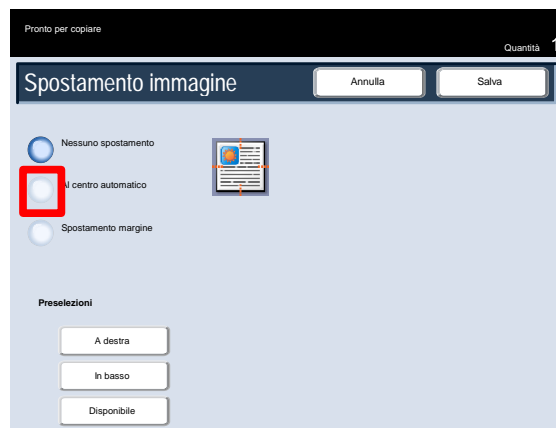 Pronto per copiare
Quantità 1
Spostamento immagine
Annulla
Salva
Nessuno spostamento
Al centro automatico
Spostamento margine
Preselezioni
A destra
In basso
Disponibile